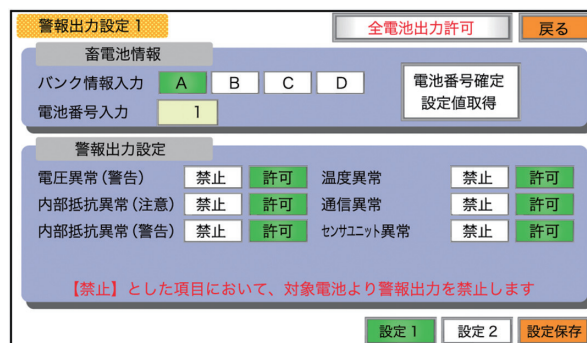 警報出力設定 1 全電池出力許可 戻る
畜電池情報
バンク情報入力 A B C D 電池番号確定
電池番号入力 1 設定値取得
警報出力設定
電圧異常(警告) 禁止 許可 温度異常 禁止 許可
内部抵抗異常(注意) 禁止 許可 通信異常 禁止 許可
内部抵抗異常(警告) 禁止 許可 センサユニット異常 禁止 許可
【禁止】とした項目において、対象電池より警報出力を禁止します
設定 1 設定 2 設定保存